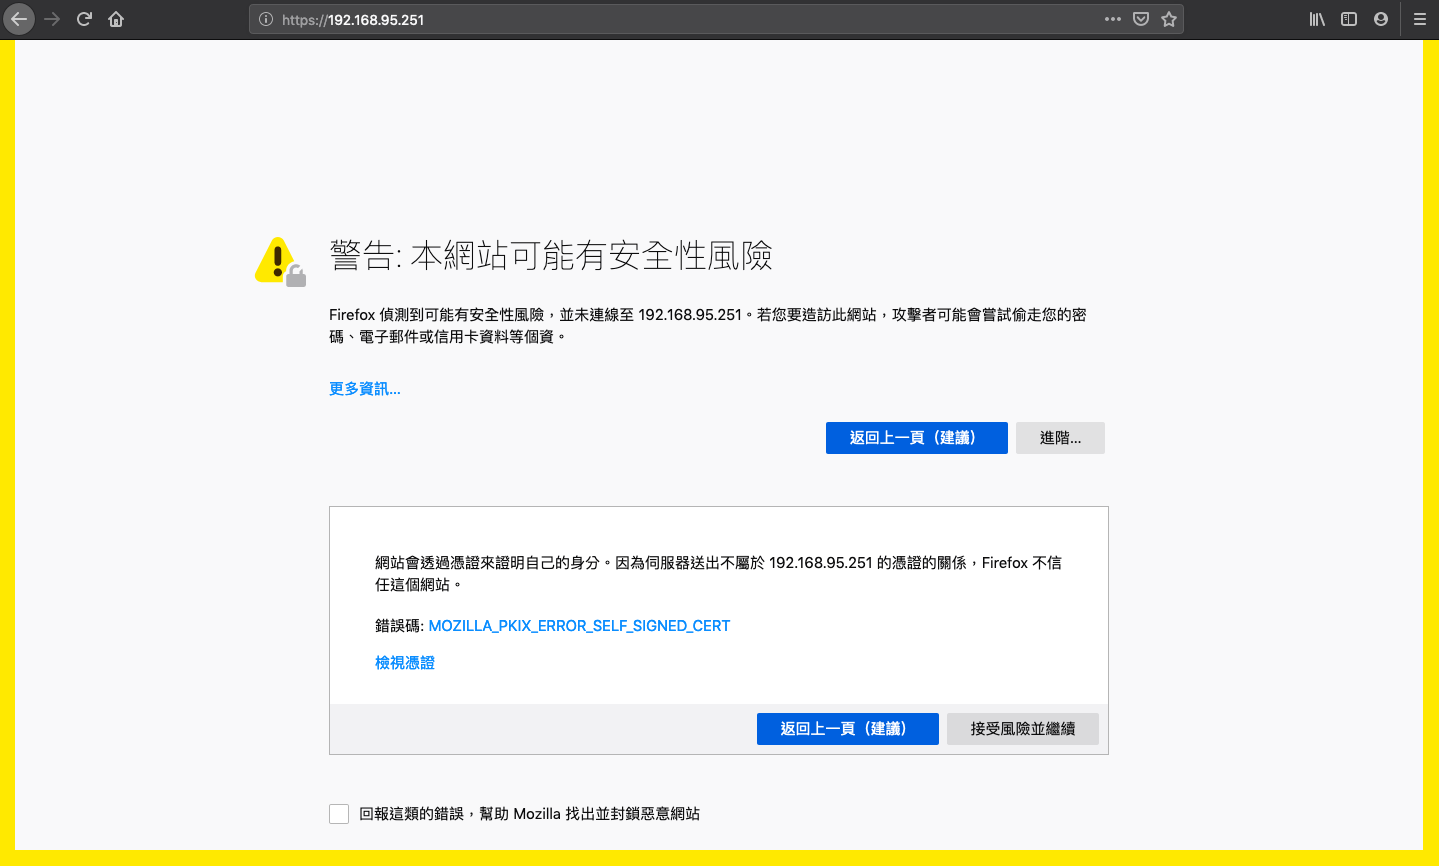 https://192.168.95.251
警告: 本網站可能有安全性風險
Firefox 偵測到可能有安全性風險，並未連線至 192.168.95.251。若您要造訪此網站，攻擊者可能會嘗試偷走您的密
碼、電子郵件或信用卡資料等個資。
更多資訊...
返回上一頁（建議） 進階...
網站會透過憑證來證明自己的身分。因為伺服器送出不屬於 192.168.95.251 的憑證的關係，Firefox 不信
任這個網站。
錯誤碼: MOZILLA_PKIX_ERROR_SELF_SIGNED_CERT
檢視憑證
返回上一頁（建議） 接受風險並繼續
回報這類的錯誤，幫助 Mozilla 找出並封鎖惡意網站